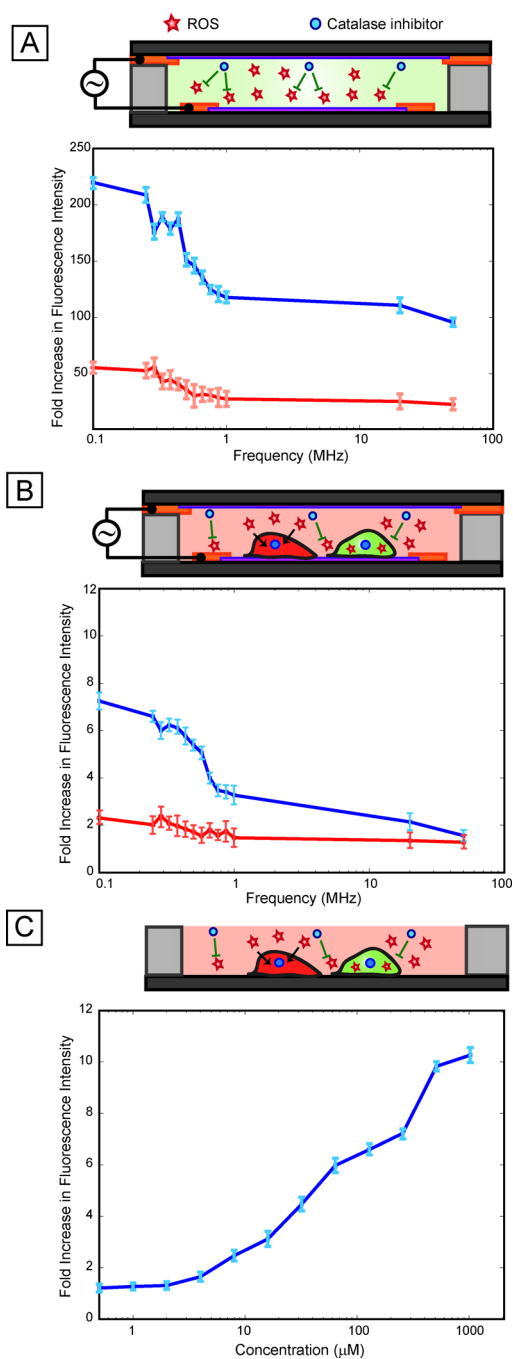 ROS Catalase inhibitor
A
~
Fold Increase in Fluorescence Intensity
250
200
150
100
50
0.1 1 10 100
Frequency (MHz)
B
~
Fold Increase in Fluorescence Intensity
12
10
8
6
4
2
0
0.1 1 10 100
Frequency (MHz)
C
Fold Increase in Fluorescence Intensity
12
10
8
6
4
2
0
1 10 100 1000
Concentration (μM)